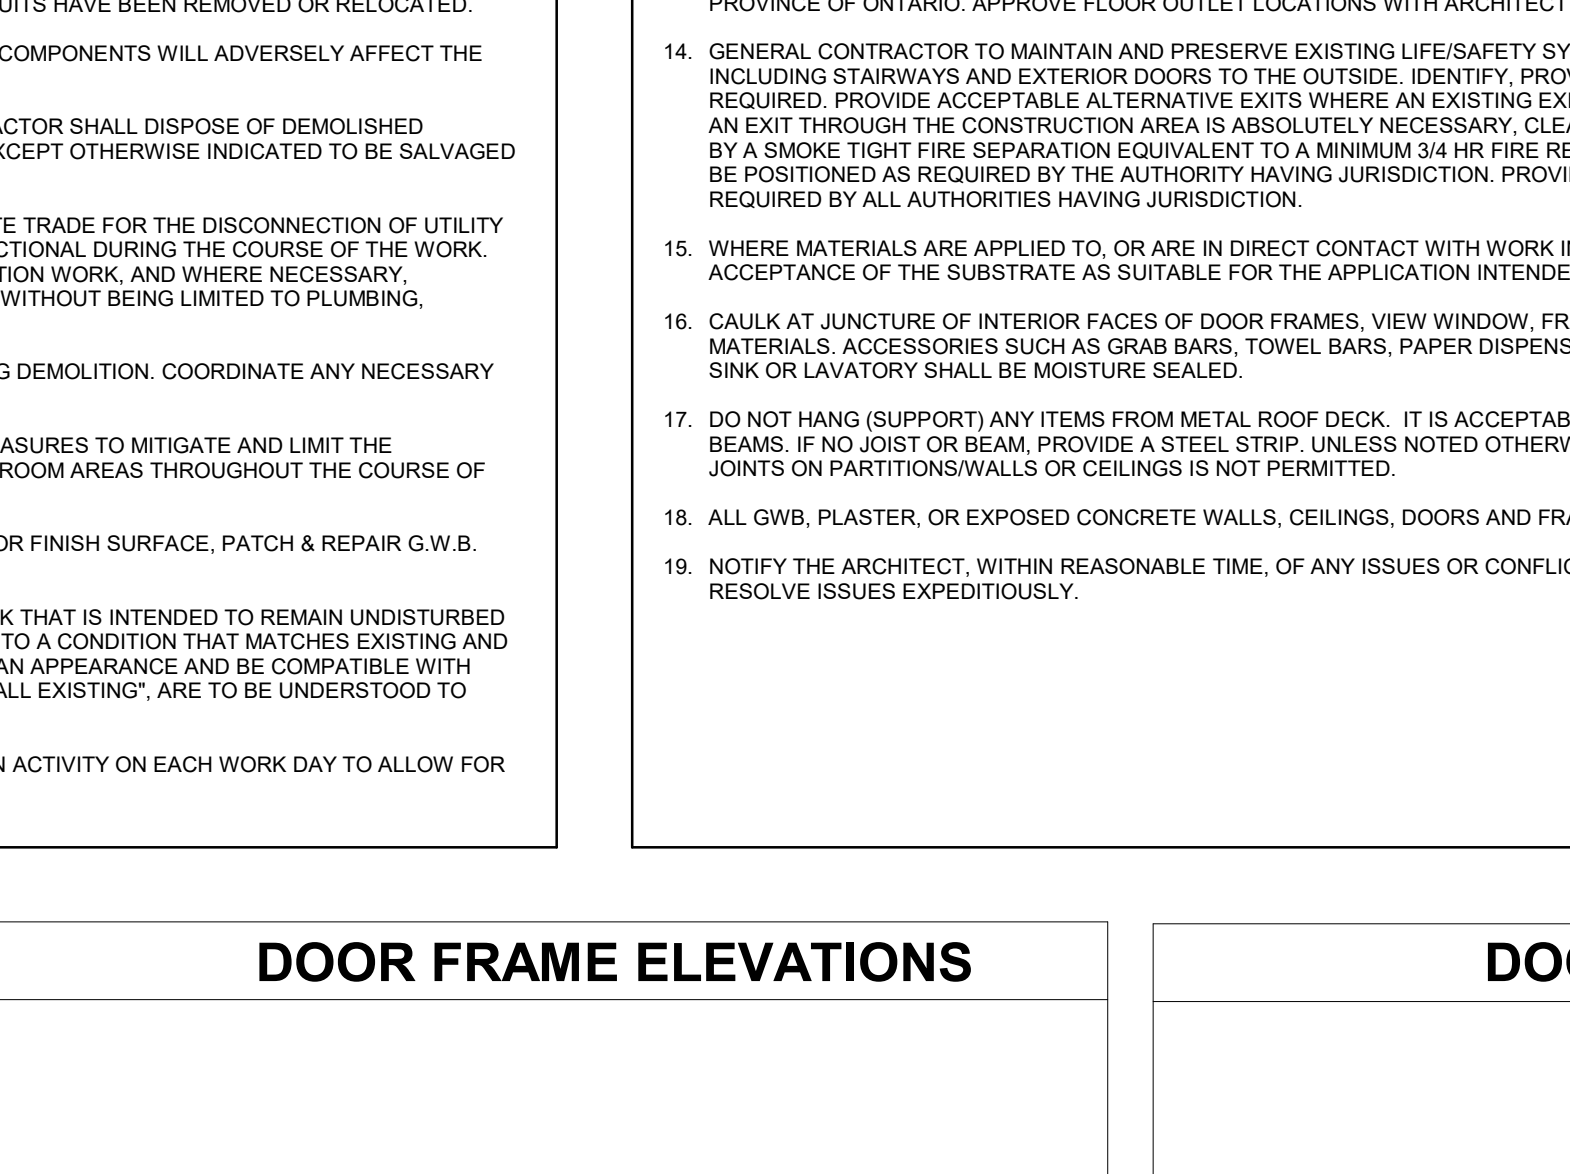 UITS HAVE BEEN REMOVED OR RELOCATED.
COMPONENTS WILL ADVERSELY AFFECT THE
ACTOR SHALL DISPOSE OF DEMOLISHED
XCEPT OTHERWISE INDICATED TO BE SALVAGED
TE TRADE FOR THE DISCONNECTION OF UTILITY
CTIONAL DURING THE COURSE OF THE WORK.
TION WORK, AND WHERE NECESSARY,
WITHOUT BEING LIMITED TO PLUMBING,
G DEMOLITION. COORDINATE ANY NECESSARY
ASURES TO MITIGATE AND LIMIT THE
ROOM AREAS THROUGHOUT THE COURSE OF
OR FINISH SURFACE, PATCH & REPAIR G.W.B.
K THAT IS INTENDED TO REMAIN UNDISTURBED
TO A CONDITION THAT MATCHES EXISTING AND
AN APPEARANCE AND BE COMPATIBLE WITH
ALL EXISTING", ARE TO BE UNDERSTOOD TO
N ACTIVITY ON EACH WORK DAY TO ALLOW FOR
PROVINCE OF ONTARIO. APPROVE FLOOR OUTLET LOCATIONS WITH ARCHITECT
14. GENERAL CONTRACTOR TO MAINTAIN AND PRESERVE EXISTING LIFE/SAFETY SY
INCLUDING STAIRWAYS AND EXTERIOR DOORS TO THE OUTSIDE. IDENTIFY, PROV
REQUIRED. PROVIDE ACCEPTABLE ALTERNATIVE EXITS WHERE AN EXISTING EXI
AN EXIT THROUGH THE CONSTRUCTION AREA IS ABSOLUTELY NECESSARY, CLEA
BY A SMOKE TIGHT FIRE SEPARATION EQUIVALENT TO A MINIMUM 3/4 HR FIRE RE
BE POSITIONED AS REQUIRED BY THE AUTHORITY HAVING JURISDICTION. PROVI
REQUIRED BY ALL AUTHORITIES HAVING JURISDICTION.
15. WHERE MATERIALS ARE APPLIED TO, OR ARE IN DIRECT CONTACT WITH WORK IN
ACCEPTANCE OF THE SUBSTRATE AS SUITABLE FOR THE APPLICATION INTENDE
16. CAULK AT JUNCTURE OF INTERIOR FACES OF DOOR FRAMES, VIEW WINDOW, FR
MATERIALS. ACCESSORIES SUCH AS GRAB BARS, TOWEL BARS, PAPER DISPENS
SINK OR LAVATORY SHALL BE MOISTURE SEALED.
17. DO NOT HANG (SUPPORT) ANY ITEMS FROM METAL ROOF DECK. IT IS ACCEPTAB
BEAMS. IF NO JOIST OR BEAM, PROVIDE A STEEL STRIP. UNLESS NOTED OTHERW
JOINTS ON PARTITIONS/WALLS OR CEILINGS IS NOT PERMITTED.
18. ALL GWB, PLASTER, OR EXPOSED CONCRETE WALLS, CEILINGS, DOORS AND FRA
19. NOTIFY THE ARCHITECT, WITHIN REASONABLE TIME, OF ANY ISSUES OR CONFLIC
RESOLVE ISSUES EXPEDITIOUSLY.
DOOR FRAME ELEVATIONS
DOO